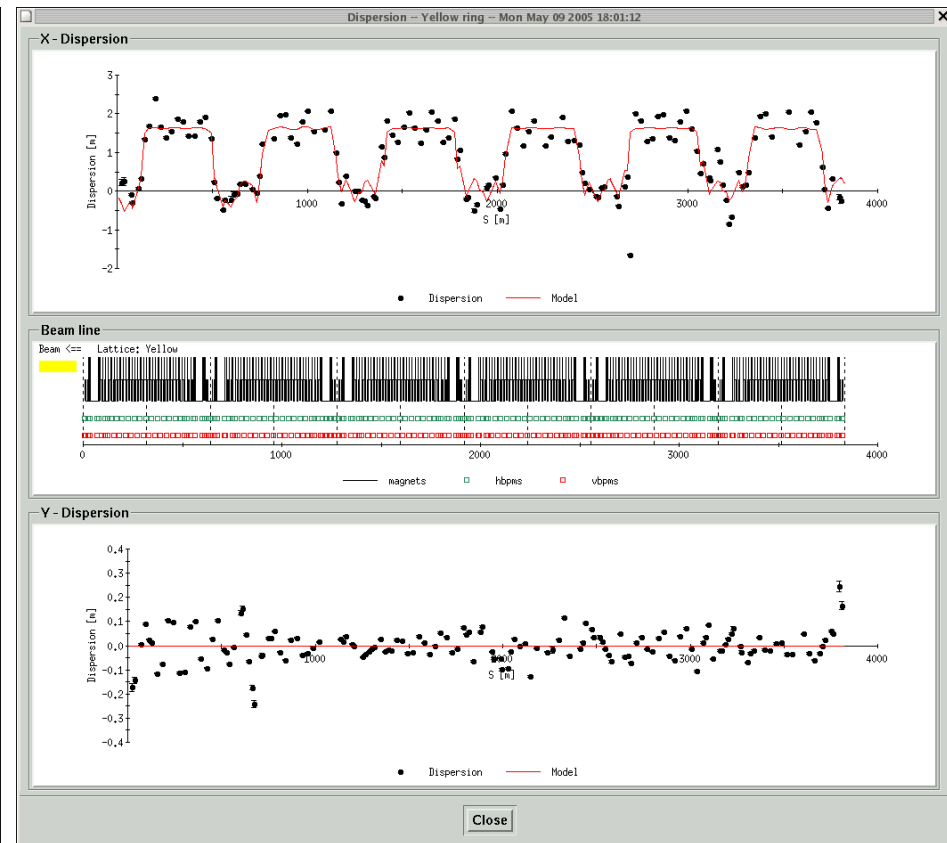 Dispersion -- Yellow ring -- Mon May 09 2005 18:01:12
X - Dispersion
3
2
1
0
-1
-2
Dispersion [m]
1000
2000
3000
4000
S [m]
Dispersion
Model
Beam line
Beam <== Lattice: Yellow
0
1000
2000
3000
4000
magnets
hbpms
vbpms
Y - Dispersion
0.4
0.3
0.2
0.1
0.0
-0.1
-0.2
-0.3
-0.4
Dispersion [m]
1000
2000
3000
4000
S [m]
Dispersion
Model
Close